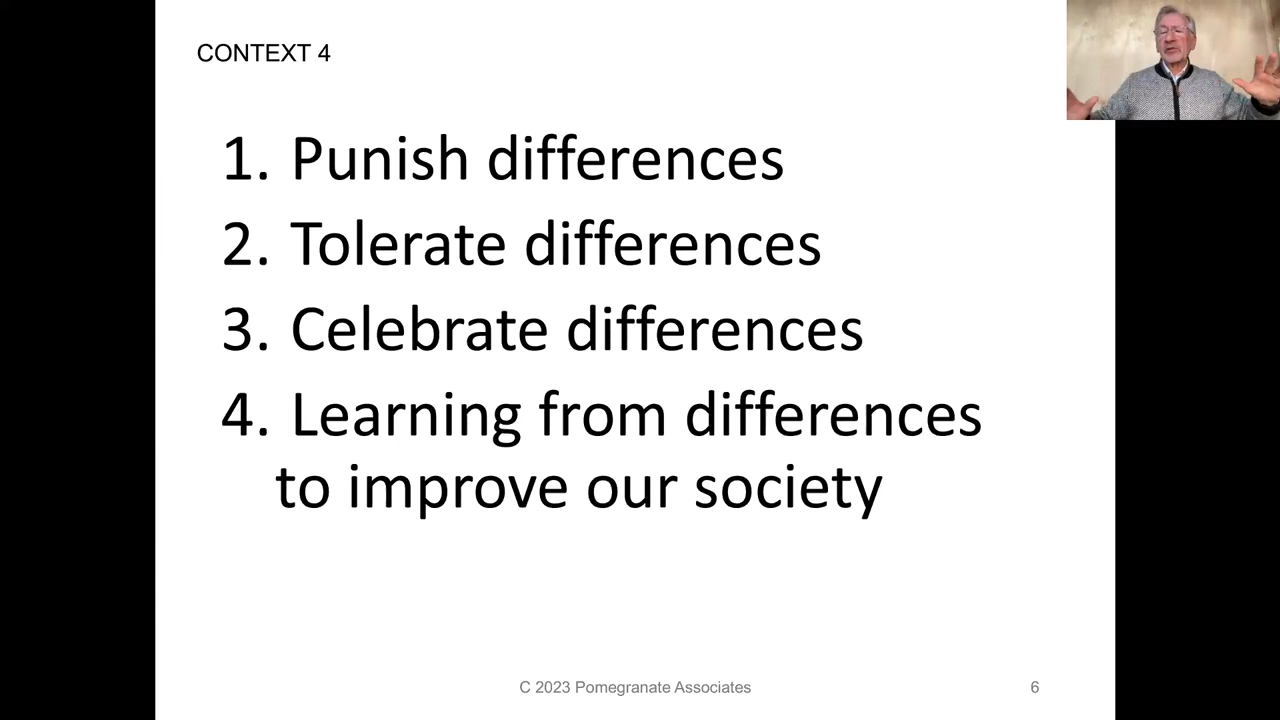 CONTEXT 4
1. Punish differences
2. Tolerate differences
3. Celebrate differences
4. Learning from differences
to improve our society
C 2023 Pomegranate Associates
6